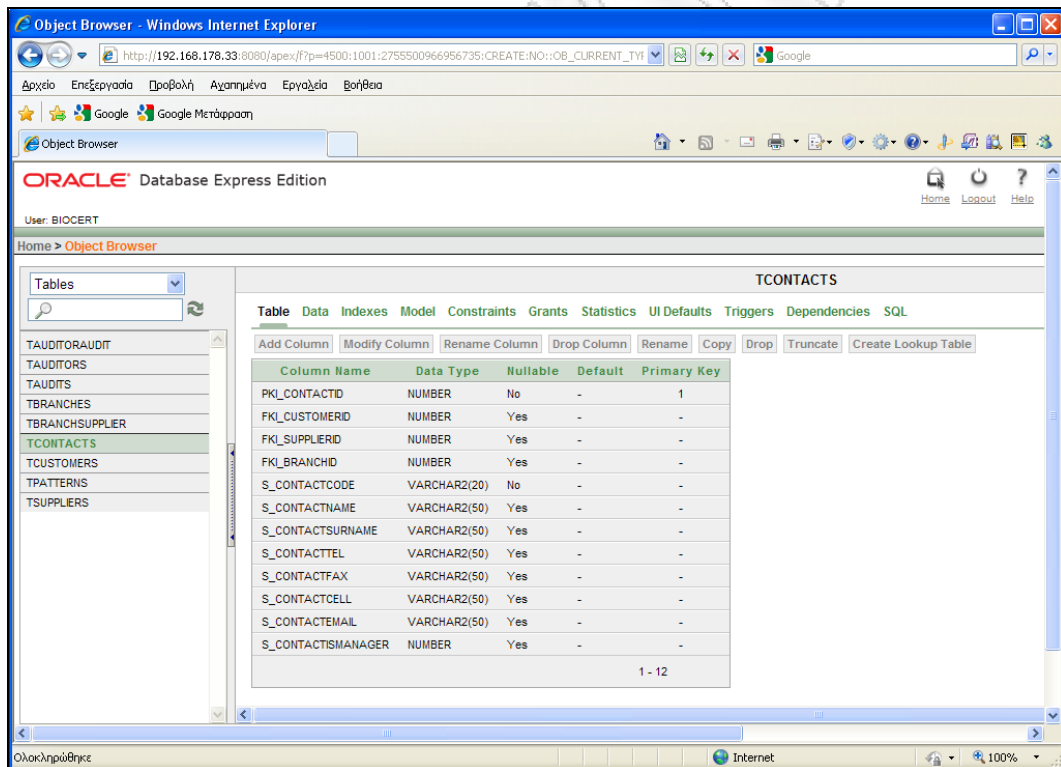 Object Browser - Windows Internet Explorer
http://192.168.178.33:8080/apex/f?p=4500:1001:2755500966956735:CREATE:NO::OB_CURRENT_TYF
Google
Αρχείο Επεξεργασία Προβολή Αγαπημένα Εργαλεία Βοήθεια
Google Google Μετάφραση
Object Browser
ORACLE Database Express Edition
Home Logout Help
User: BIOCERT
Home > Object Browser
Tables
TCONTACTS
Table Data Indexes Model Constraints Grants Statistics UI Defaults Triggers Dependencies SQL
TAUDITORAUDIT
TAUDITORS
TAUDITS
TBRANCHES
TBRANCHSUPPLIER
TCONTACTS
TCUSTOMERS
TPATTERNS
TSUPPLIERS
Add Column Modify Column Rename Column Drop Column Rename Copy Drop Truncate Create Lookup Table
Column Name Data Type Nullable Default Primary Key
PKI_CONTACTID NUMBER No - 1
FKI_CUSTOMERID NUMBER Yes - -
FKI_SUPPLIERID NUMBER Yes - -
FKI_BRANCHID NUMBER Yes - -
S_CONTACTCODE VARCHAR2(20) No - -
S_CONTACTNAME VARCHAR2(50) Yes - -
S_CONTACTSURNAME VARCHAR2(50) Yes - -
S_CONTACTTEL VARCHAR2(50) Yes - -
S_CONTACTFAX VARCHAR2(50) Yes - -
S_CONTACTCELL VARCHAR2(50) Yes - -
S_CONTACTEMAIL VARCHAR2(50) Yes - -
S_CONTACTISMANAGER NUMBER Yes - -
1 - 12
Ολοκληρώθηκε Internet 100%